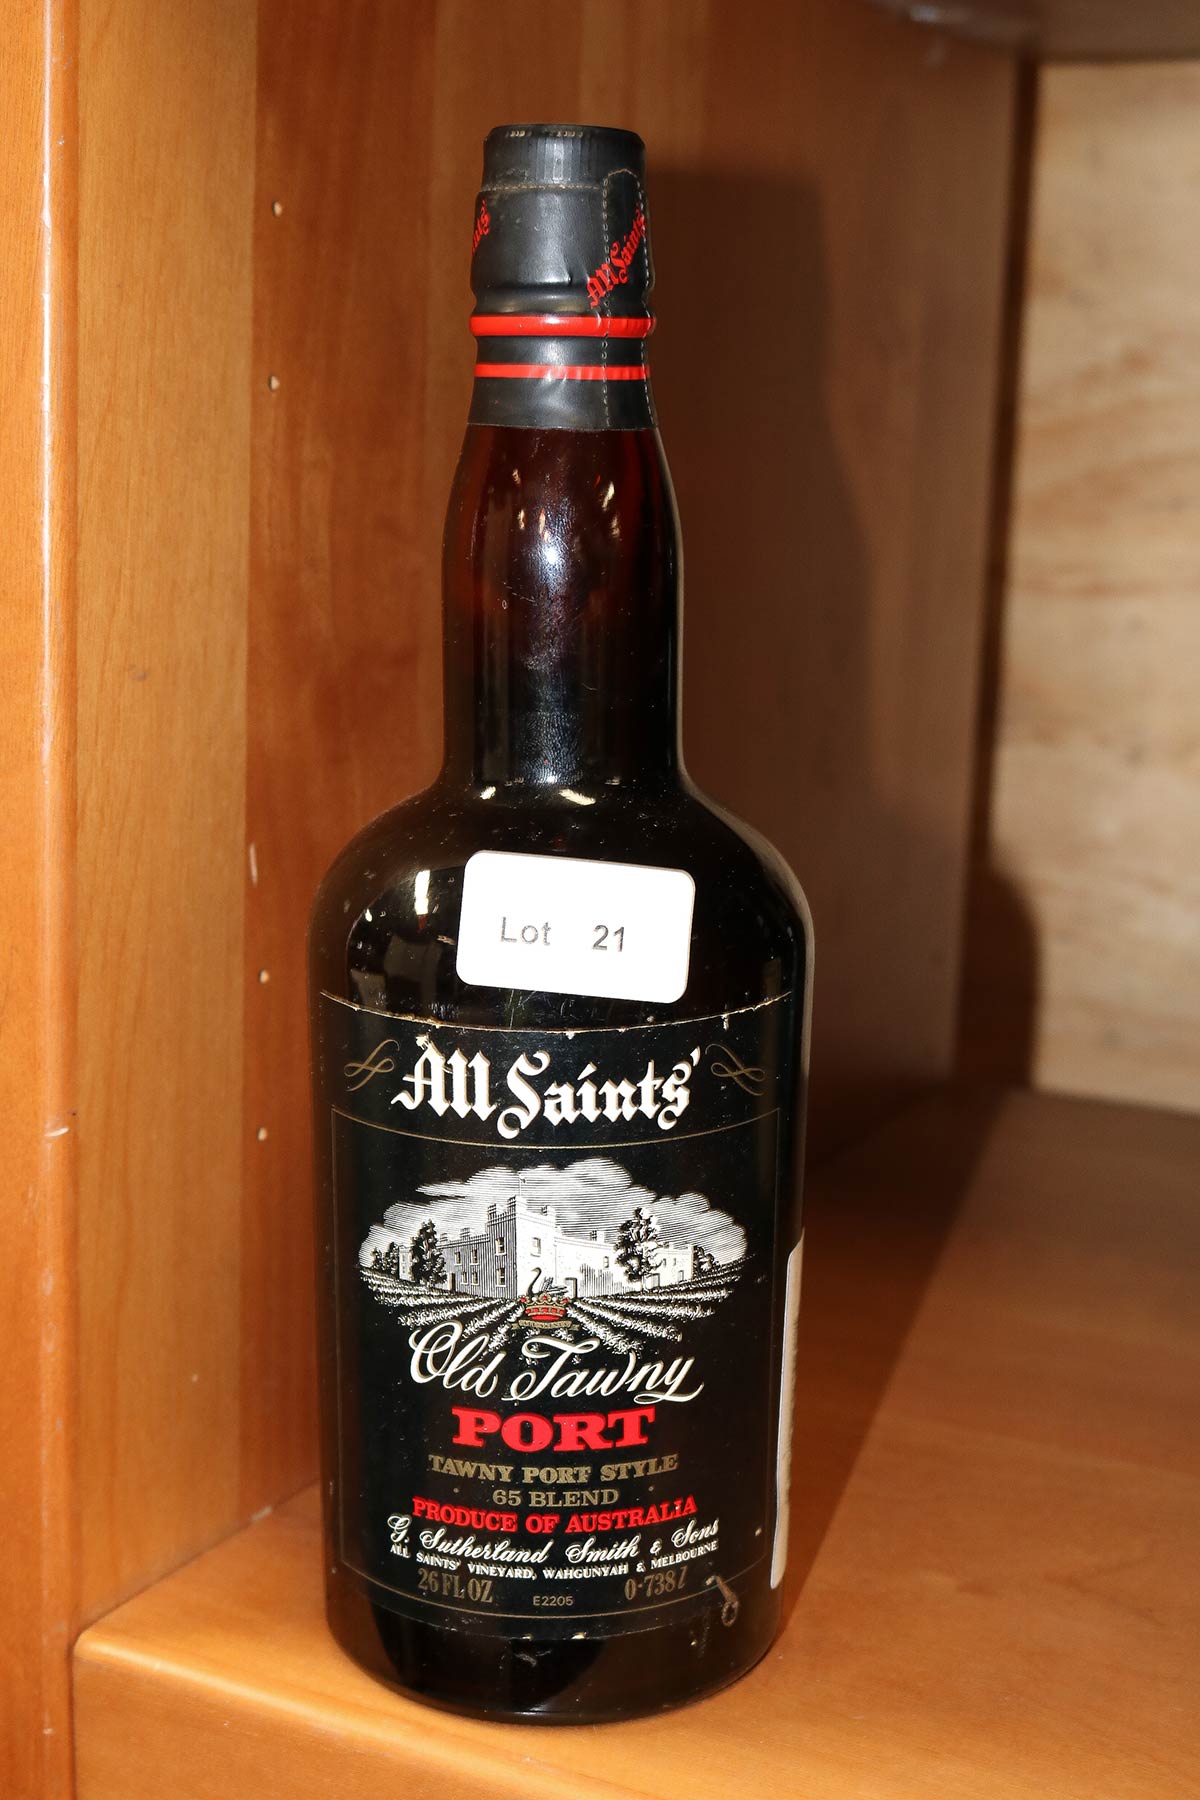 All Saints'
Lot 21
All Saints'
Old Tawny
PORT
TAWNY PORT STYLE
65 BLEND
PRODUCE OF AUSTRALIA
G. Sutherland Smith & Sons
ALL SAINTS' VINEYARD, WAHGUNYAH & MELBOURNE
26 FL OZ E2205 0·738 l